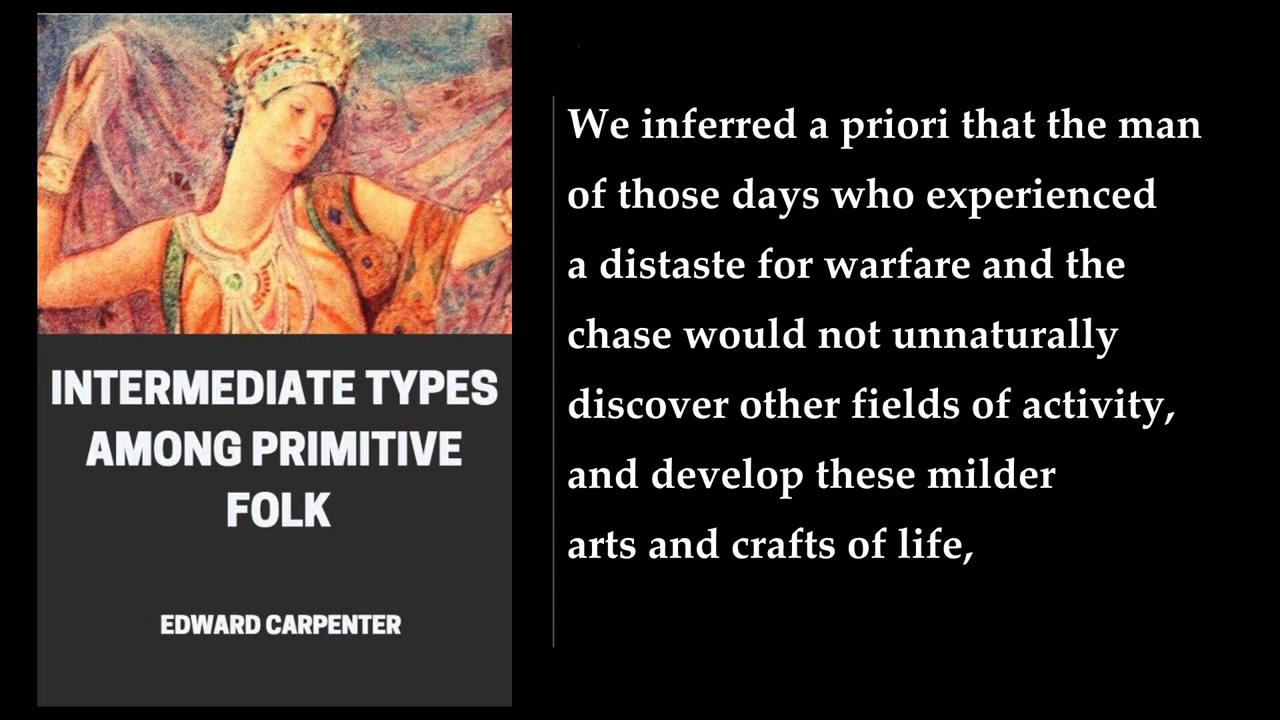 INTERMEDIATE TYPES
AMONG PRIMITIVE
FOLK
EDWARD CARPENTER
We inferred a priori that the man
of those days who experienced
a distaste for warfare and the
chase would not unnaturally
discover other fields of activity,
and develop these milder
arts and crafts of life,